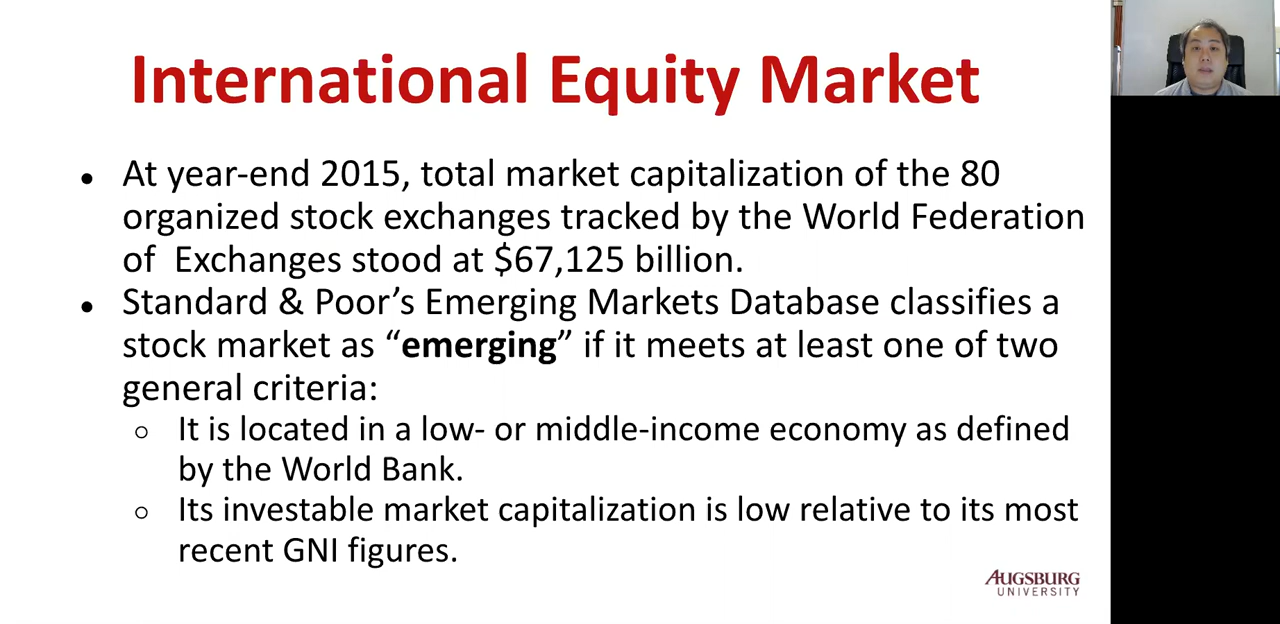 International Equity Market
• At year-end 2015, total market capitalization of the 80
organized stock exchanges tracked by the World Federation
of  Exchanges stood at $67,125 billion.
• Standard & Poor’s Emerging Markets Database classifies a
stock market as “emerging” if it meets at least one of two
general criteria:
○ It is located in a low- or middle-income economy as defined
by the World Bank.
○ Its investable market capitalization is low relative to its most
recent GNI figures.
AUGSBURG
UNIVERSITY